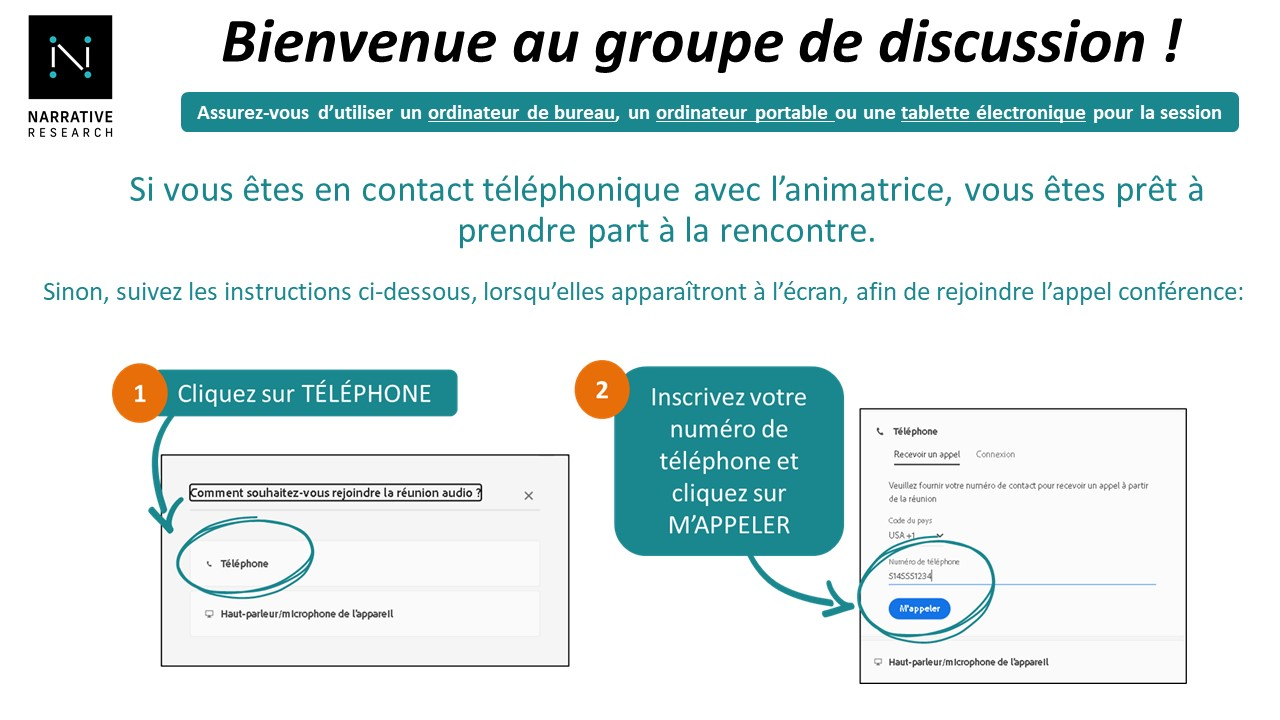 Bienvenue au groupe de discussion !
NARRATIVE
RESEARCH
Assurez-vous d’utiliser un ordinateur de bureau, un ordinateur portable ou une tablette électronique pour la session
Si vous êtes en contact téléphonique avec l’animatrice, vous êtes prêt à
prendre part à la rencontre.
Sinon, suivez les instructions ci-dessous, lorsqu’elles apparaîtront à l’écran, afin de rejoindre l’appel conférence:
1 Cliquez sur TÉLÉPHONE
Comment souhaitez-vous rejoindre la réunion audio ?
Téléphone
Haut-parleur/microphone de l'appareil
2
Inscrivez votre
numéro de
téléphone et
cliquez sur
M’APPELER
Téléphone
Recevoir un appel Connexion
Veuillez fournir votre numéro de contact pour recevoir un appel à partir
de la réunion
Code du pays
USA +1
Numéro de téléphone
5145551234
M'appeler
Haut-parleur/microphone de l'appareil